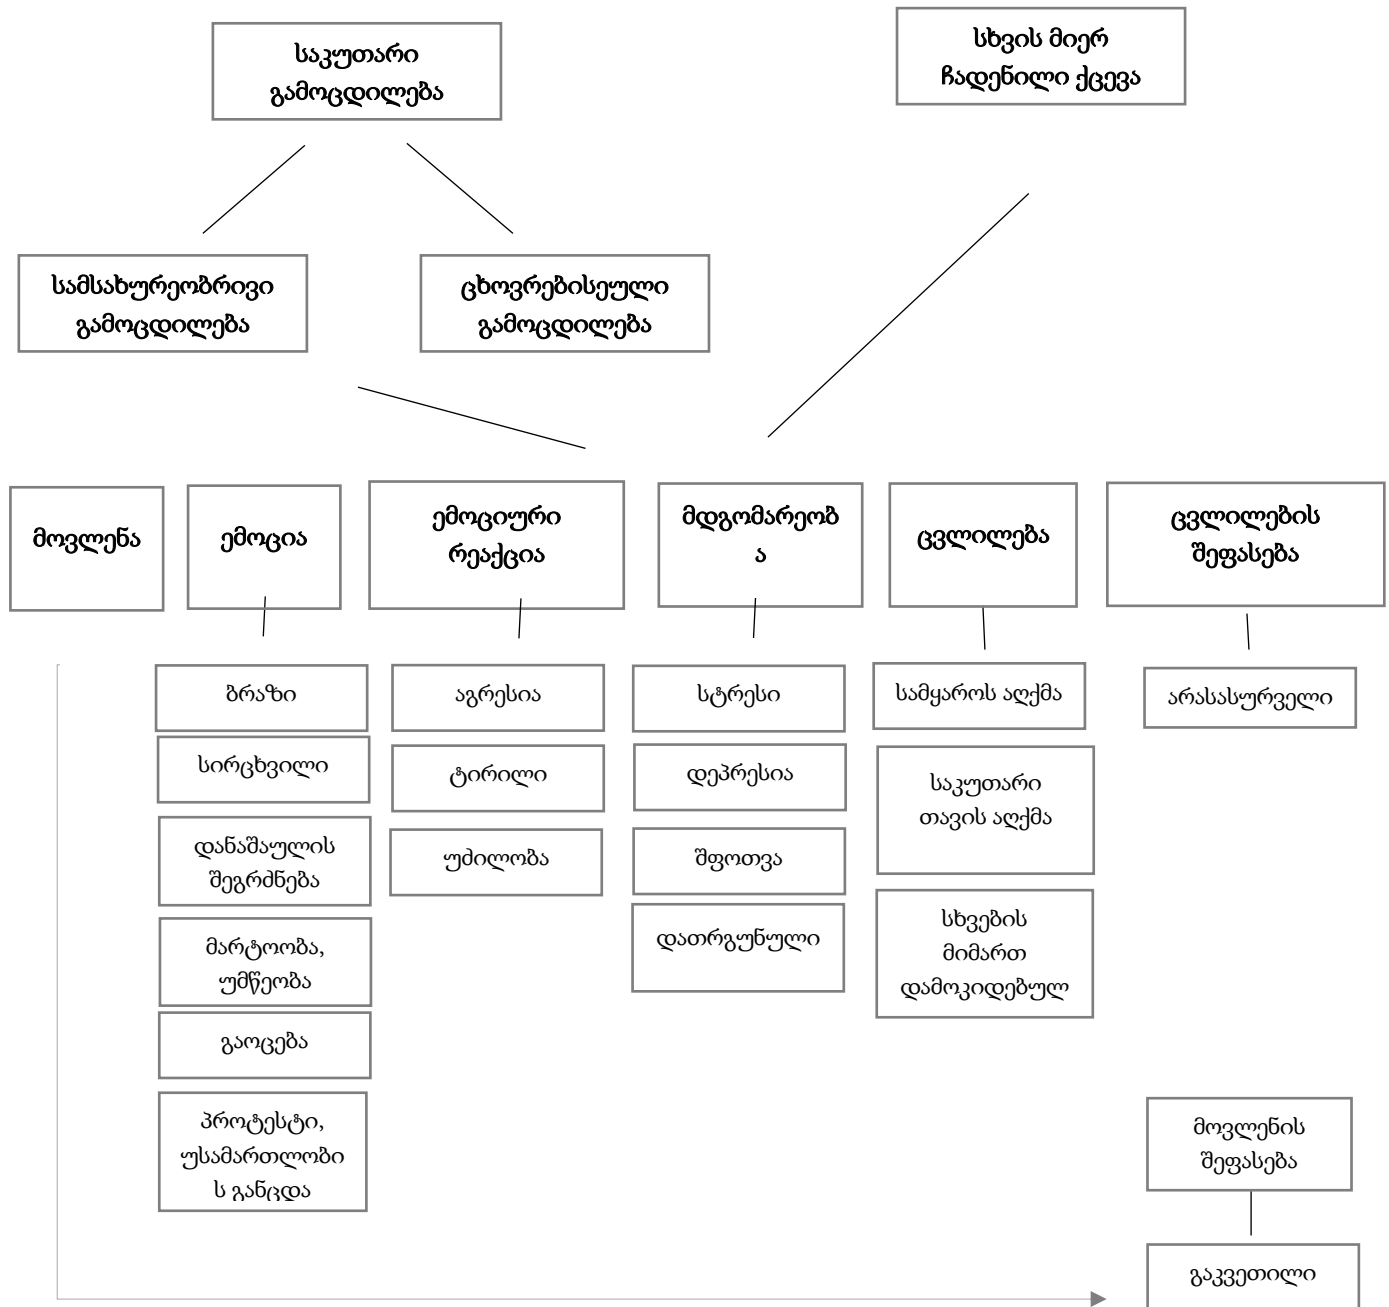 საკუთარი
გამოცდილება
სხვის მიერ
ჩადენილი ქცევა
სამსახურეობრივი
გამოცდილება
ცხოვრებისეული
გამოცდილება
მოვლენა
ემოცია
ემოციური
რეაქცია
მდგომარეობ
ა
ცვლილება
ცვლილების
შეფასება
ბრაზი
სირცხვილი
დანაშაულის
შეგრძნება
მარტოობა,
უმწეობა
გაოცება
პროტესტი,
უსამართლობი
ს განცდა
აგრესია
ტირილი
უძილობა
სტრესი
დეპრესია
შფოთვა
დათრგუნული
სამყაროს აღქმა
საკუთარი
თავის აღქმა
სხვების
მიმართ
დამოკიდებულ
არასასურველი
მოვლენის
შეფასება
გაკვეთილი